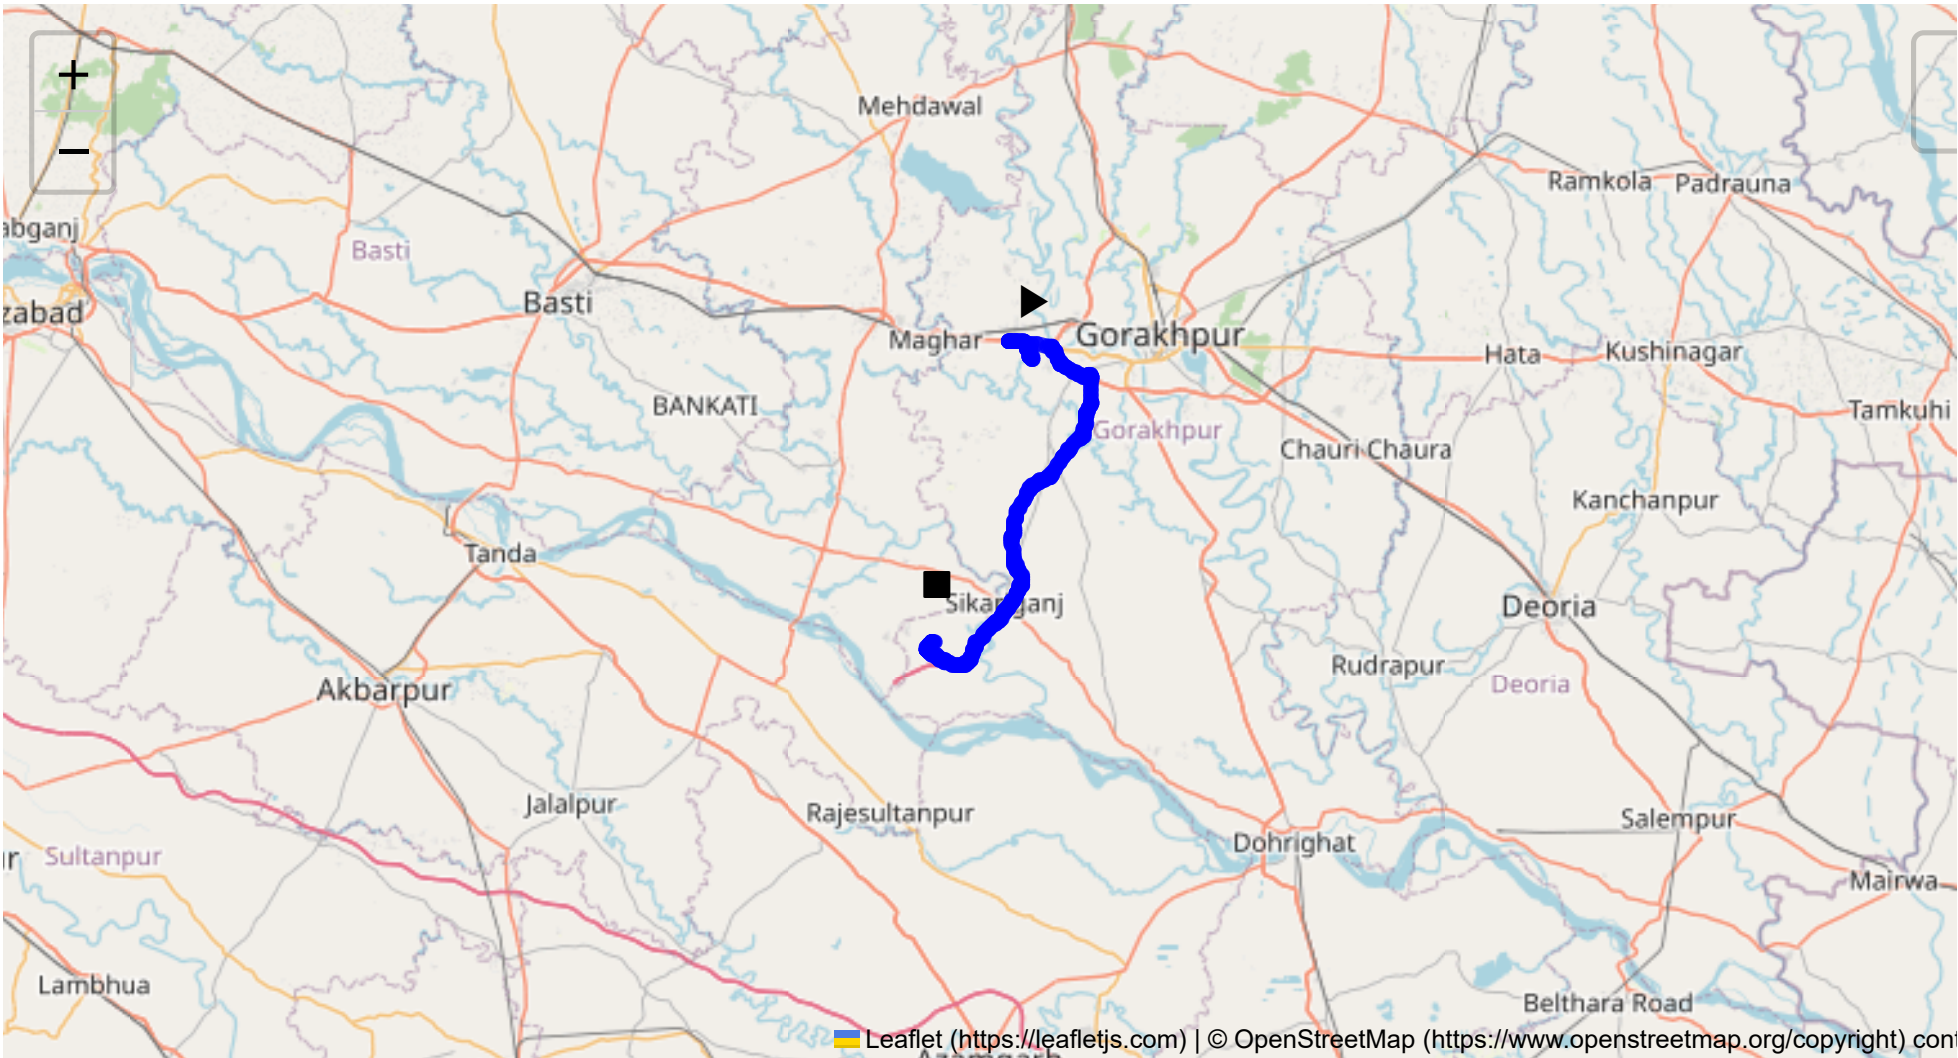 +
−
Mehdawal
Ramkola
Padrauna
abganj
Basti
Basti
zabad
Maghar
Gorakhpur
Hata
Kushinagar
BANKATI
Tamkuhi
Gorakhpur
Chauri Chaura
Kanchanpur
Tanda
Deoria
Rudrapur
Deoria
Akbarpur
Jalalpur
Rajesultanpur
Salempur
Dohrighat
Sultanpur
Mairwa
Lambhua
Belthara Road
Leaflet (https://leafletjs.com) | © OpenStreetMap (https://www.openstreetmap.org/copyright) con